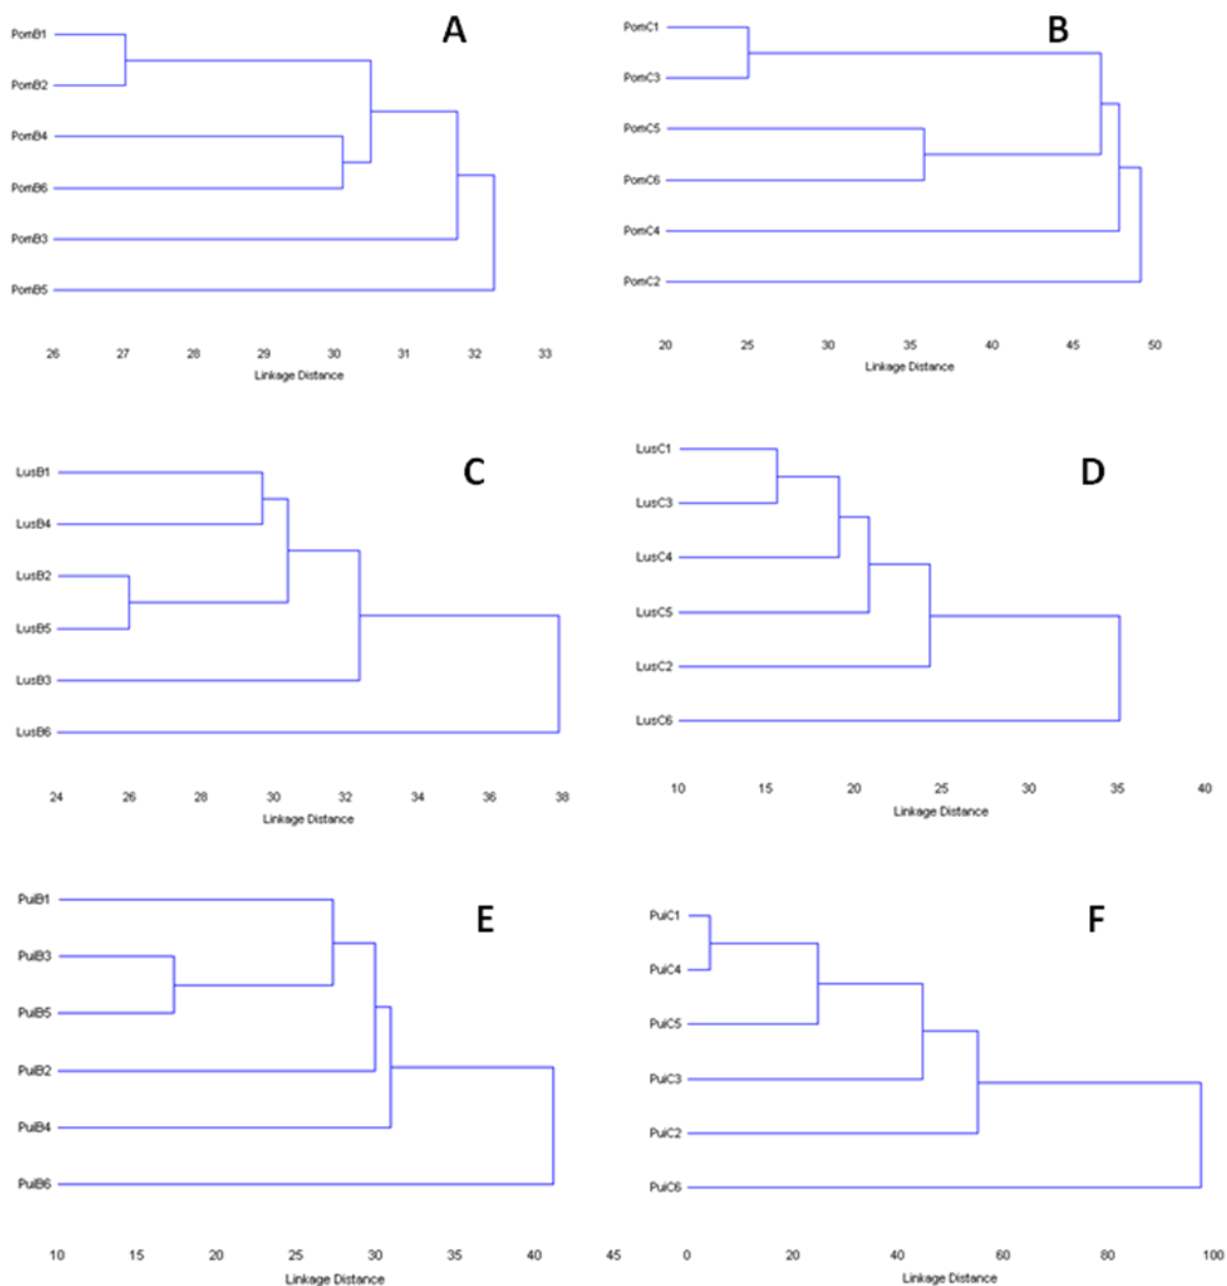 A
PomB1
PomB2
PomB4
PomB6
PomB3
PomB5
26 27 28 29 30 31 32 33
Linkage Distance
B
PomC1
PomC3
PomC5
PomC6
PomC4
PomC2
20 25 30 35 40 45 50
Linkage Distance
C
LusB1
LusB4
LusB2
LusB5
LusB3
LusB6
24 26 28 30 32 34 36 38
Linkage Distance
D
LusC1
LusC3
LusC4
LusC5
LusC2
LusC6
10 15 20 25 30 35 40
Linkage Distance
E
PuiB1
PuiB3
PuiB5
PuiB2
PuiB4
PuiB6
10 15 20 25 30 35 40 45
Linkage Distance
F
PuiC1
PuiC4
PuiC5
PuiC3
PuiC2
PuiC6
0 20 40 60 80 100
Linkage Distance